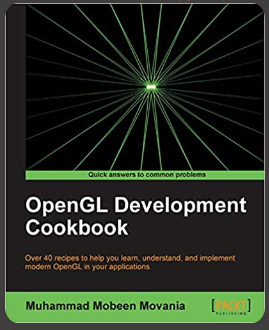 Quick answers to common problems
OpenGL Development
Cookbook
Over 40 recipes to help you learn, understand, and implement
modern OpenGL in your applications
Muhammad Mobeen Movania
[PACKT]
PUBLISHING